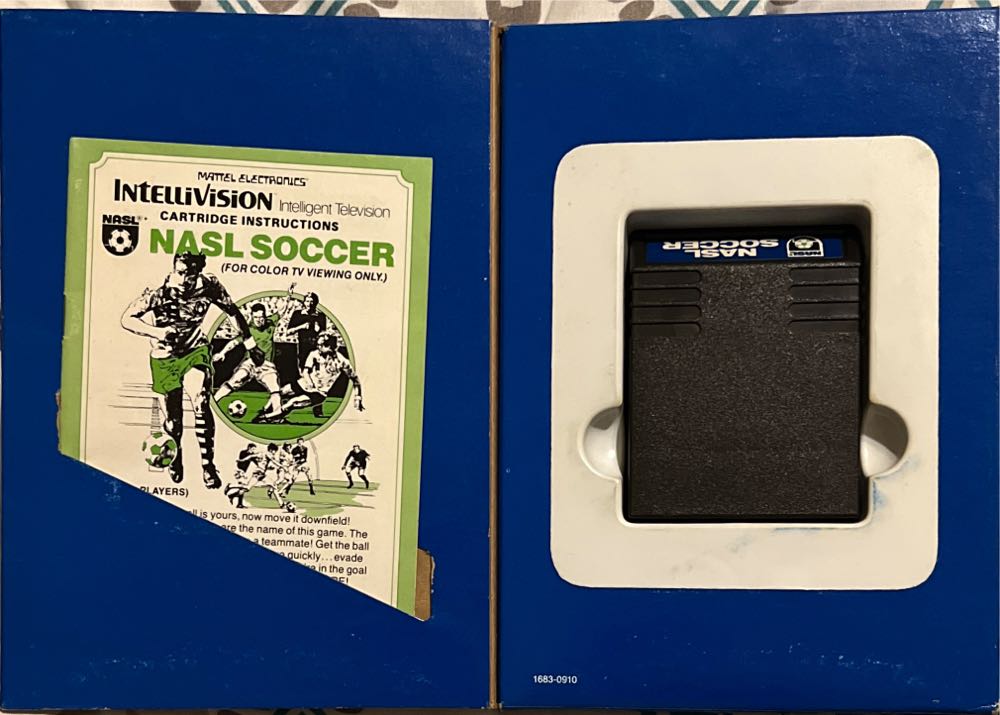 MATTEL ELECTRONICS
INTELLIVISION Intelligent Television
CARTRIDGE INSTRUCTIONS
NASL
NASL SOCCER
(FOR COLOR TV VIEWING ONLY.)
PLAYERS)
is yours, now move it downfield!
are the name of this game. The
a teammate! Get the ball
quickly...evade
in the goal
NASL
SOCCER
NASL
1683-0910